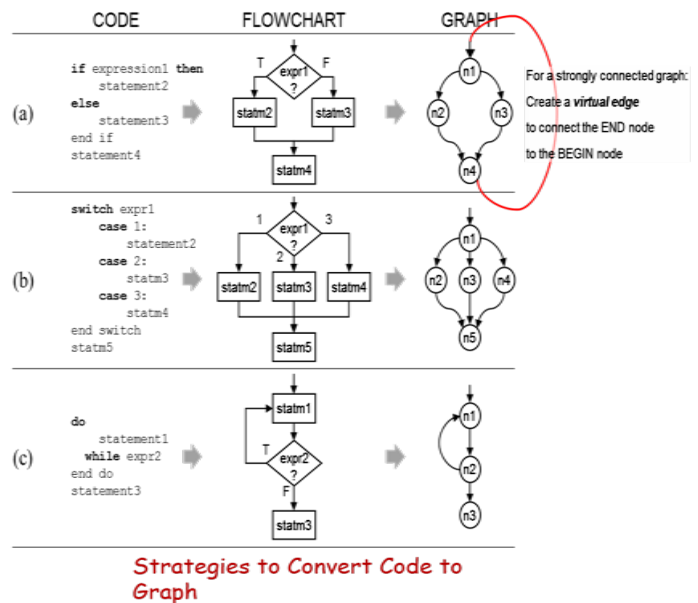 CODE FLOWCHART GRAPH
(a)
if expression1 then
statement2
else
statement3
end if
statement4
expr1
?
T
F
statm2
statm3
statm4
n1
n2
n3
n4
For a strongly connected graph:
Create a virtual edge
to connect the END node
to the BEGIN node
(b)
switch expr1
case 1:
statement2
case 2:
statm3
case 3:
statm4
end switch
statm5
1
expr1
?
3
2
statm2
statm3
statm4
statm5
n1
n2
n3
n4
n5
(c)
do
statement1
while expr2
end do
statement3
statm1
T
expr2
?
F
statm3
n1
n2
n3
Strategies to Convert Code to
Graph